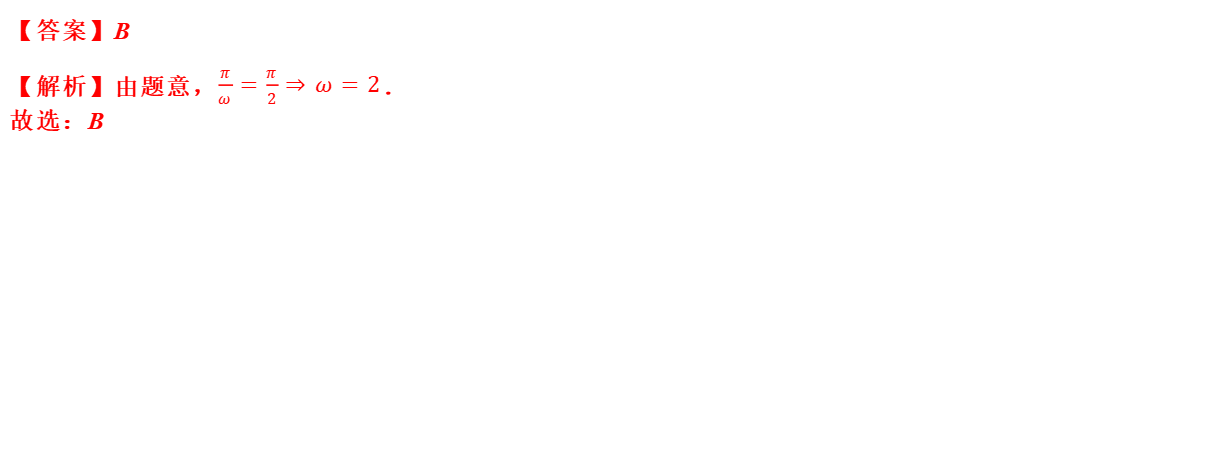 【答案】B
【解析】由题意，π/ω = π/2 ⇒ ω = 2．
故选：B